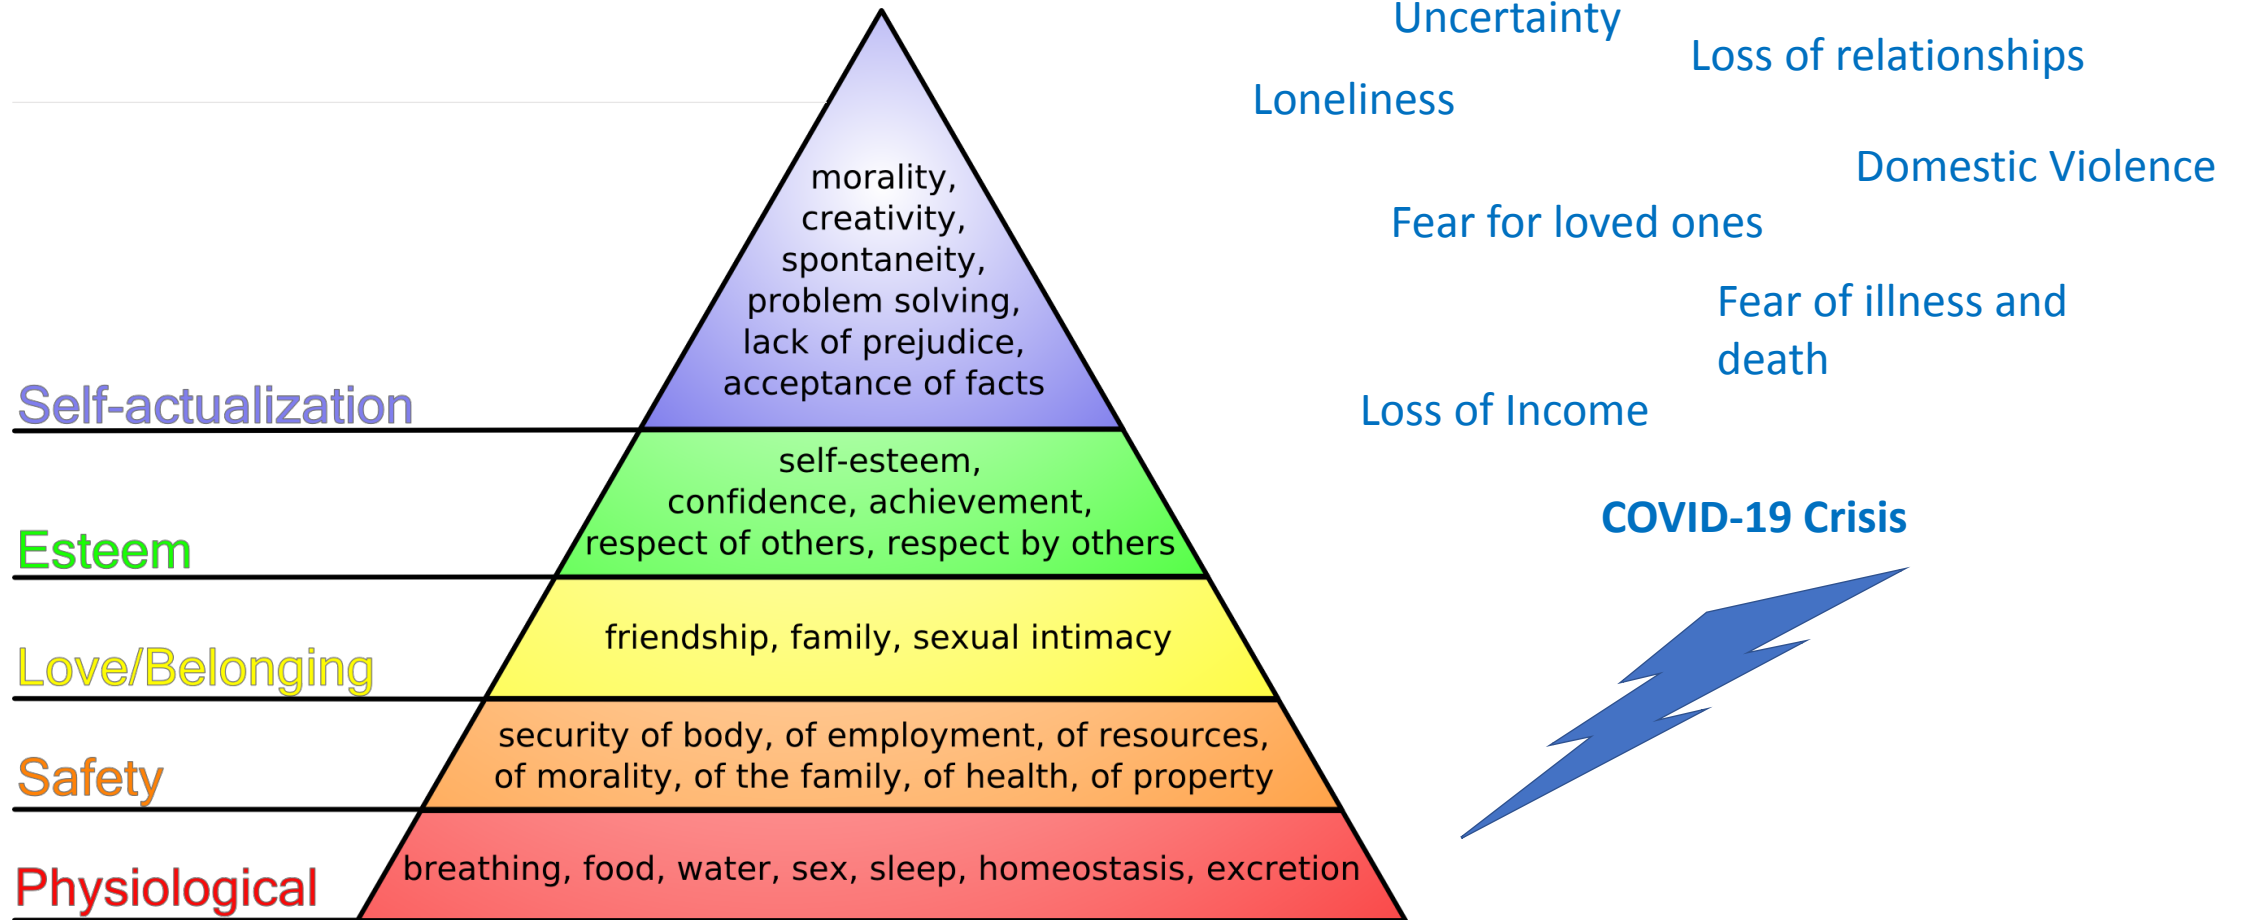 morality,
creativity,
spontaneity,
problem solving,
lack of prejudice,
acceptance of facts
Self-actualization
self-esteem,
confidence, achievement,
respect of others, respect by others
Esteem
friendship, family, sexual intimacy
Love/Belonging
security of body, of employment, of resources,
of morality, of the family, of health, of property
Safety
breathing, food, water, sex, sleep, homeostasis, excretion
Physiological
Uncertainty
Loss of relationships
Loneliness
Domestic Violence
Fear for loved ones
Fear of illness and
death
Loss of Income
COVID-19 Crisis